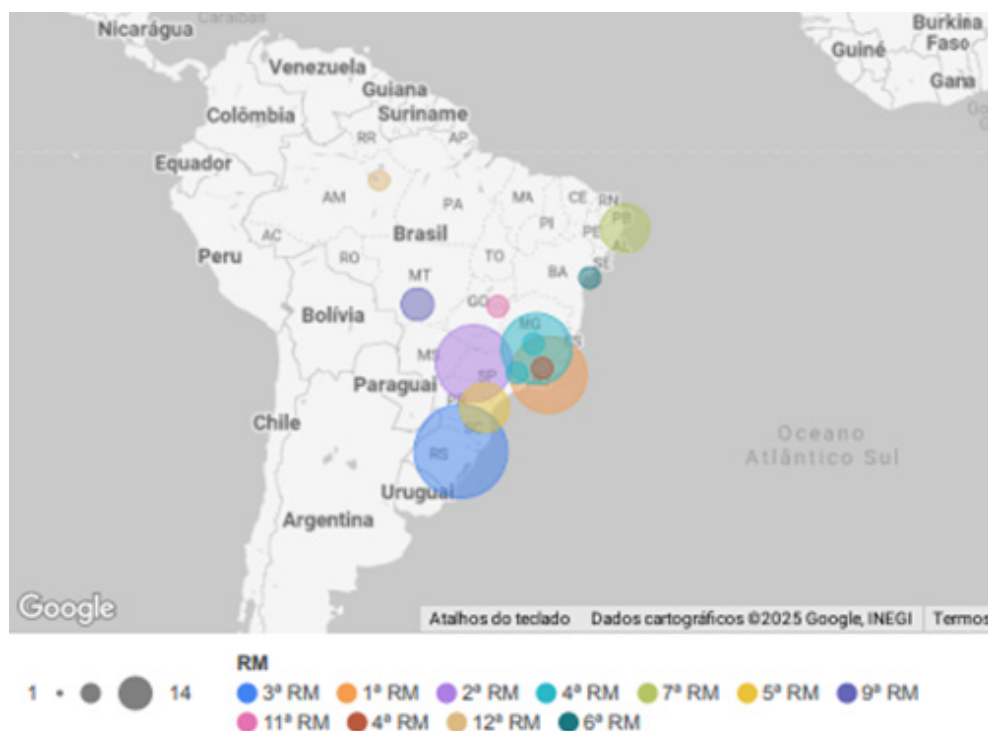 Caraíbas
Nicarágua
Burkina
Faso
Guiné
Gana
Venezuela
Guiana
Suriname
Colômbia
RR
AP
Equador
AM
PA
MA
CE
RN
PB
PI
PE
AL
Brasil
AC
TO
SE
Peru
RO
BA
MT
GO
Bolívia
MG
ES
MS
SP
Paraguai
Chile
SC
RS
Oceano
Atlântico Sul
Uruguai
Argentina
Google
Atalhos do teclado Dados cartográficos ©2025 Google, INEGI Termos
RM
1 14 3ª RM 1ª RM 2ª RM 4ª RM 7ª RM 5ª RM 9ª RM
11ª RM 4ª RM 12ª RM 6ª RM